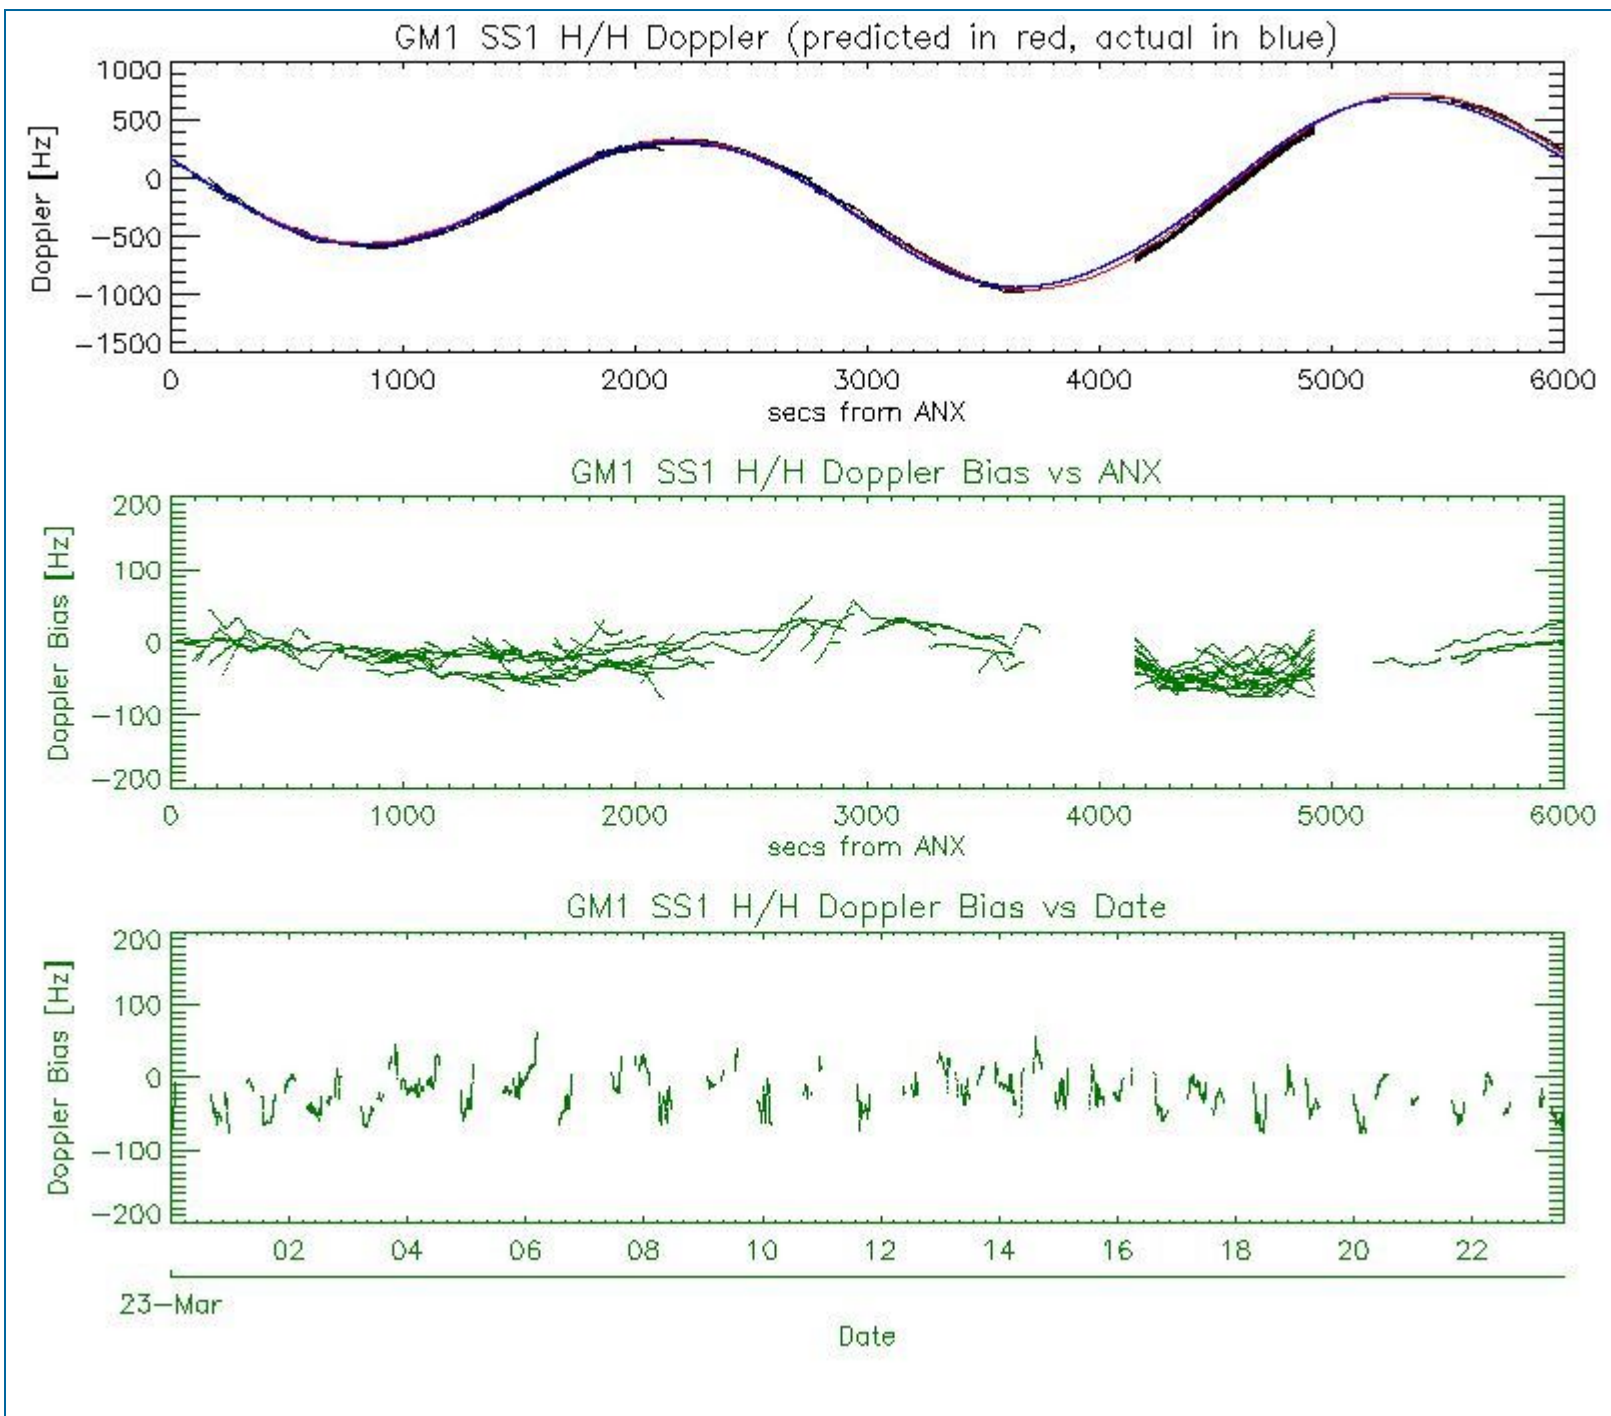 GM1 SS1 H/H Doppler (predicted in red, actual in blue)
1000
500
0
−500
−1000
−1500
Doppler [Hz]
0 1000 2000 3000 4000 5000 6000
secs from ANX
GM1 SS1 H/H Doppler Bias vs ANX
200
100
0
−100
−200
Doppler Bias [Hz]
0 1000 2000 3000 4000 5000 6000
secs from ANX
GM1 SS1 H/H Doppler Bias vs Date
200
100
0
−100
−200
Doppler Bias [Hz]
02 04 06 08 10 12 14 16 18 20 22
23−Mar
Date